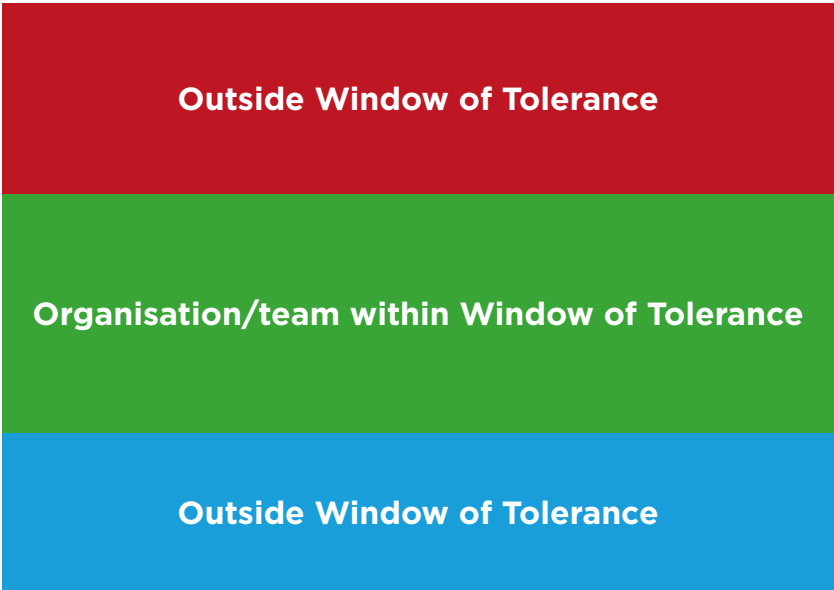 Outside Window of Tolerance
Organisation/team within Window of Tolerance
Outside Window of Tolerance